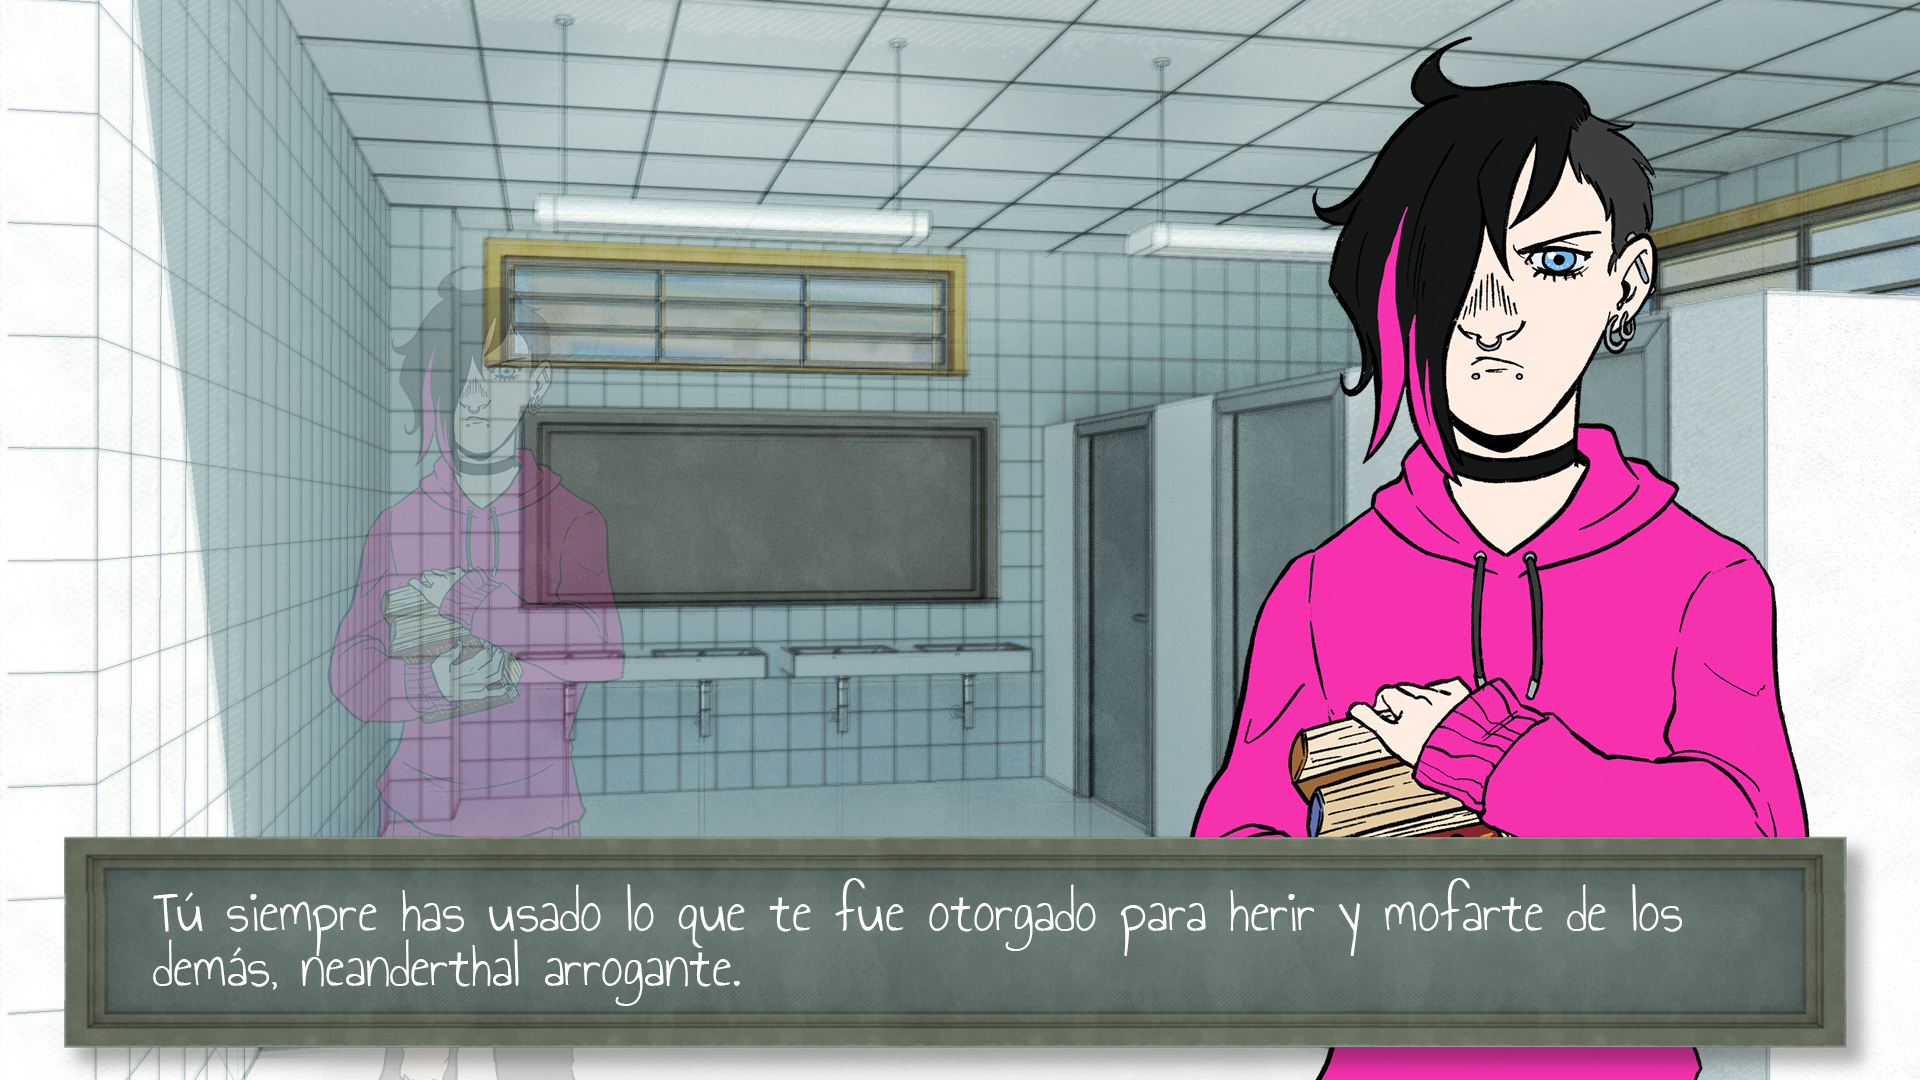 Tú siempre has usado lo que te fue otorgado para herir y mofarte de los
demás, neanderthal arrogante.